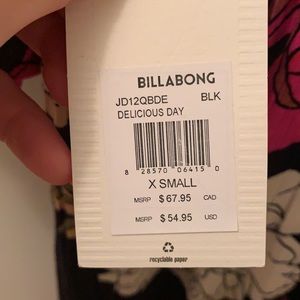 BILLABONG
JD12QBDE BLK
DELICIOUS DAY
8 28570 06415 0
X SMALL
MSRP $67.95 CAD
MSRP $54.95 USD
recyclable paper